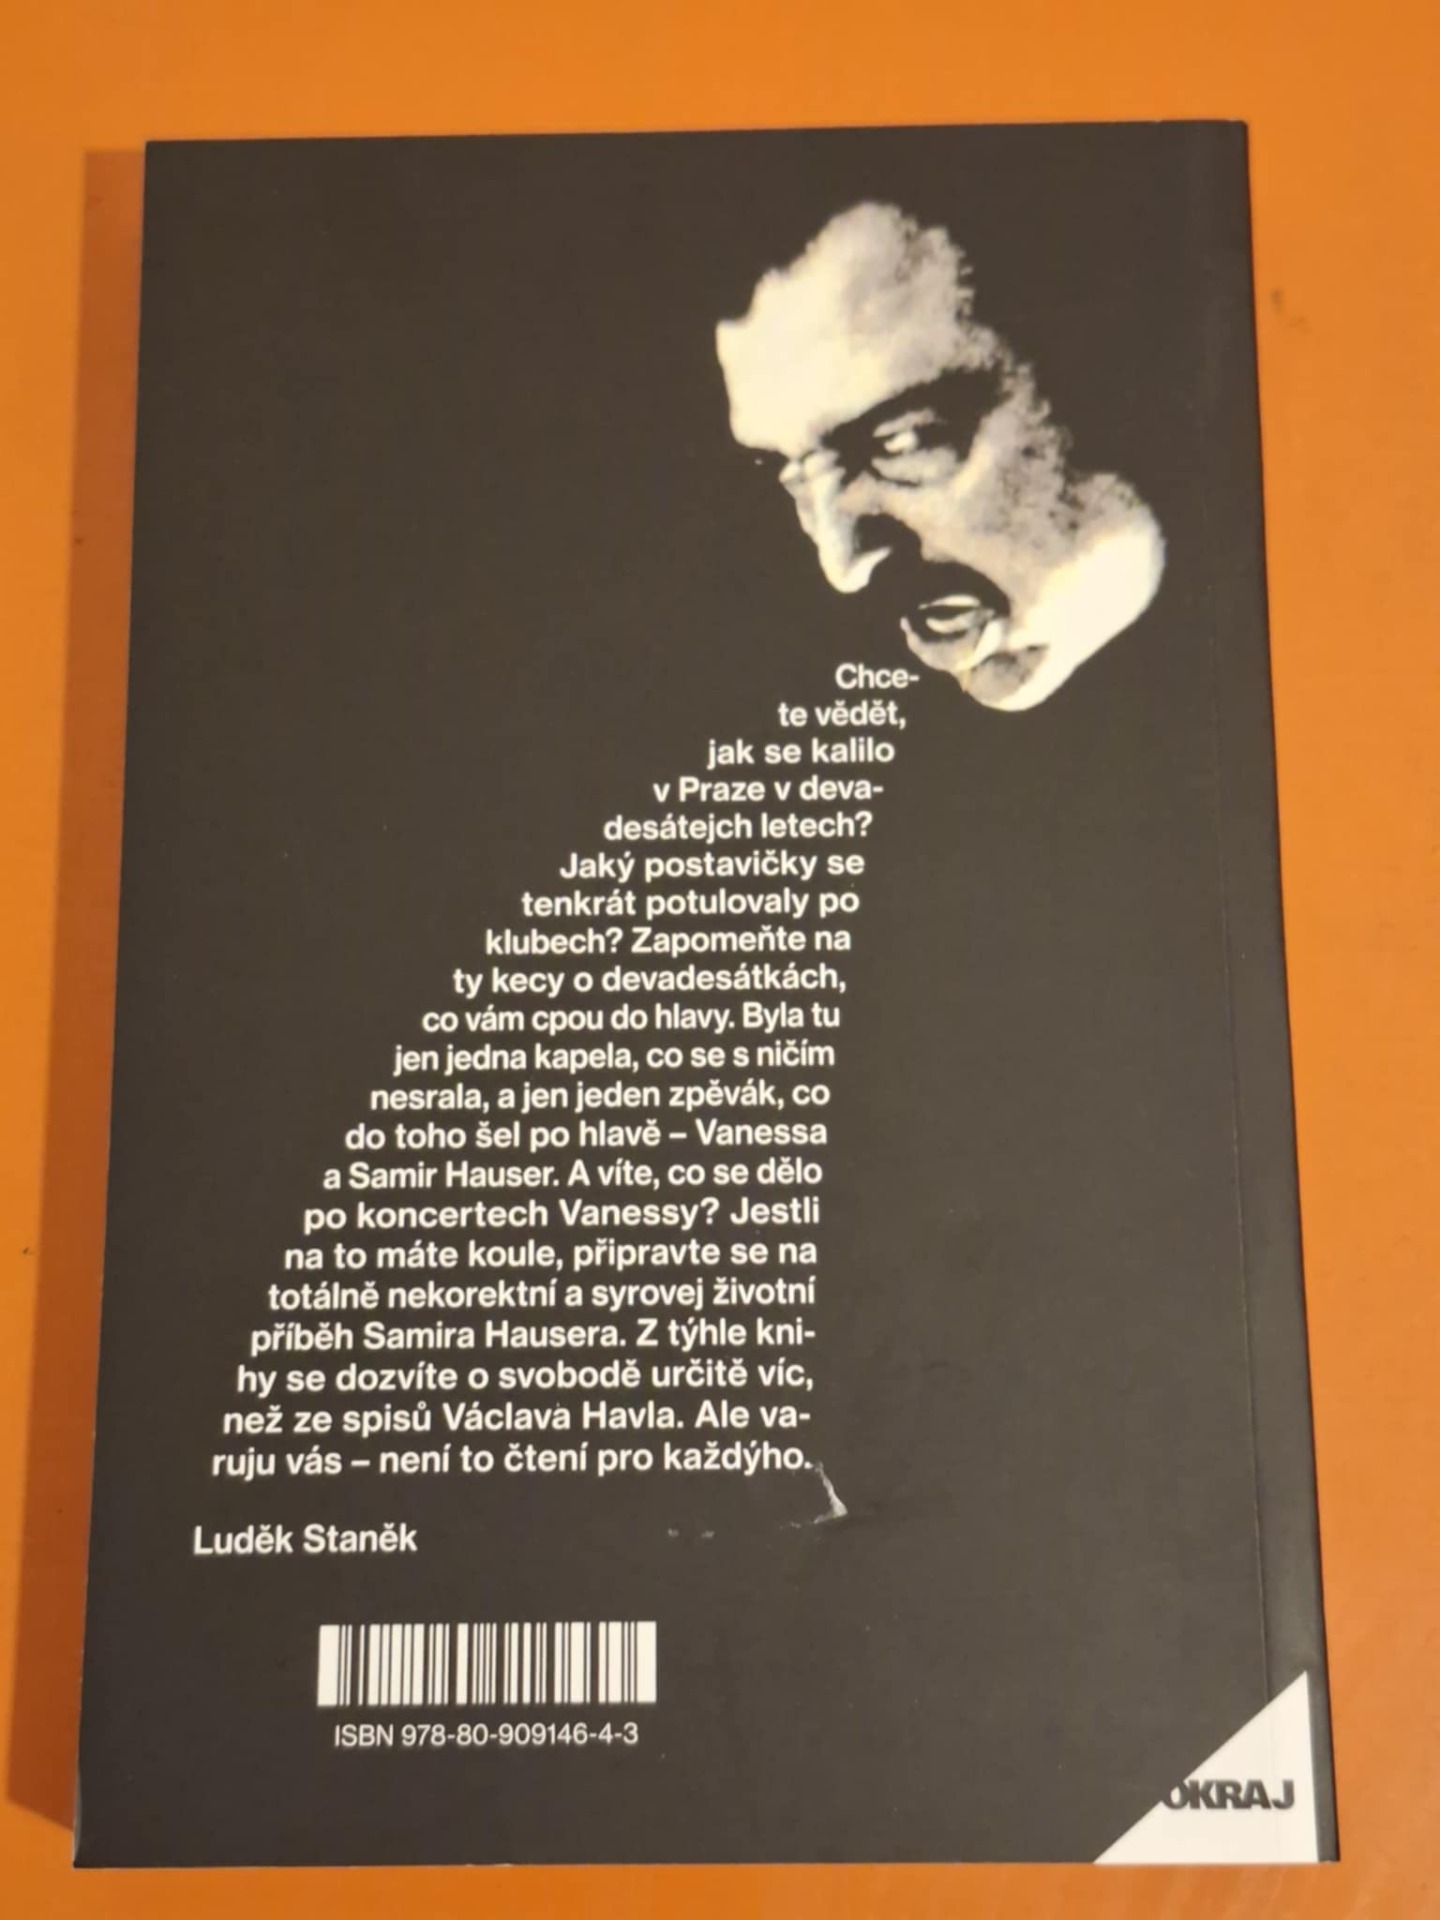 Chce-
te vědět,
jak se kalilo
v Praze v deva-
desátejch letech?
Jaký postavičky se
tenkrát potulovaly po
klubech? Zapomeňte na
ty kecy o devadesátkách,
co vám cpou do hlavy. Byla tu
jen jedna kapela, co se s ničím
nesrala, a jen jeden zpěvák, co
do toho šel po hlavě – Vanessa
a Samir Hauser. A víte, co se dělo
po koncertech Vanessy? Jestli
na to máte koule, připravte se na
totálně nekorektní a syrovej životní
příběh Samira Hausera. Z týhle kni-
hy se dozvíte o svobodě určitě víc,
než ze spisů Václava Havla. Ale va-
ruju vás – není to čtení pro každýho.
Luděk Staněk
ISBN 978-80-909146-4-3
OKRAJ